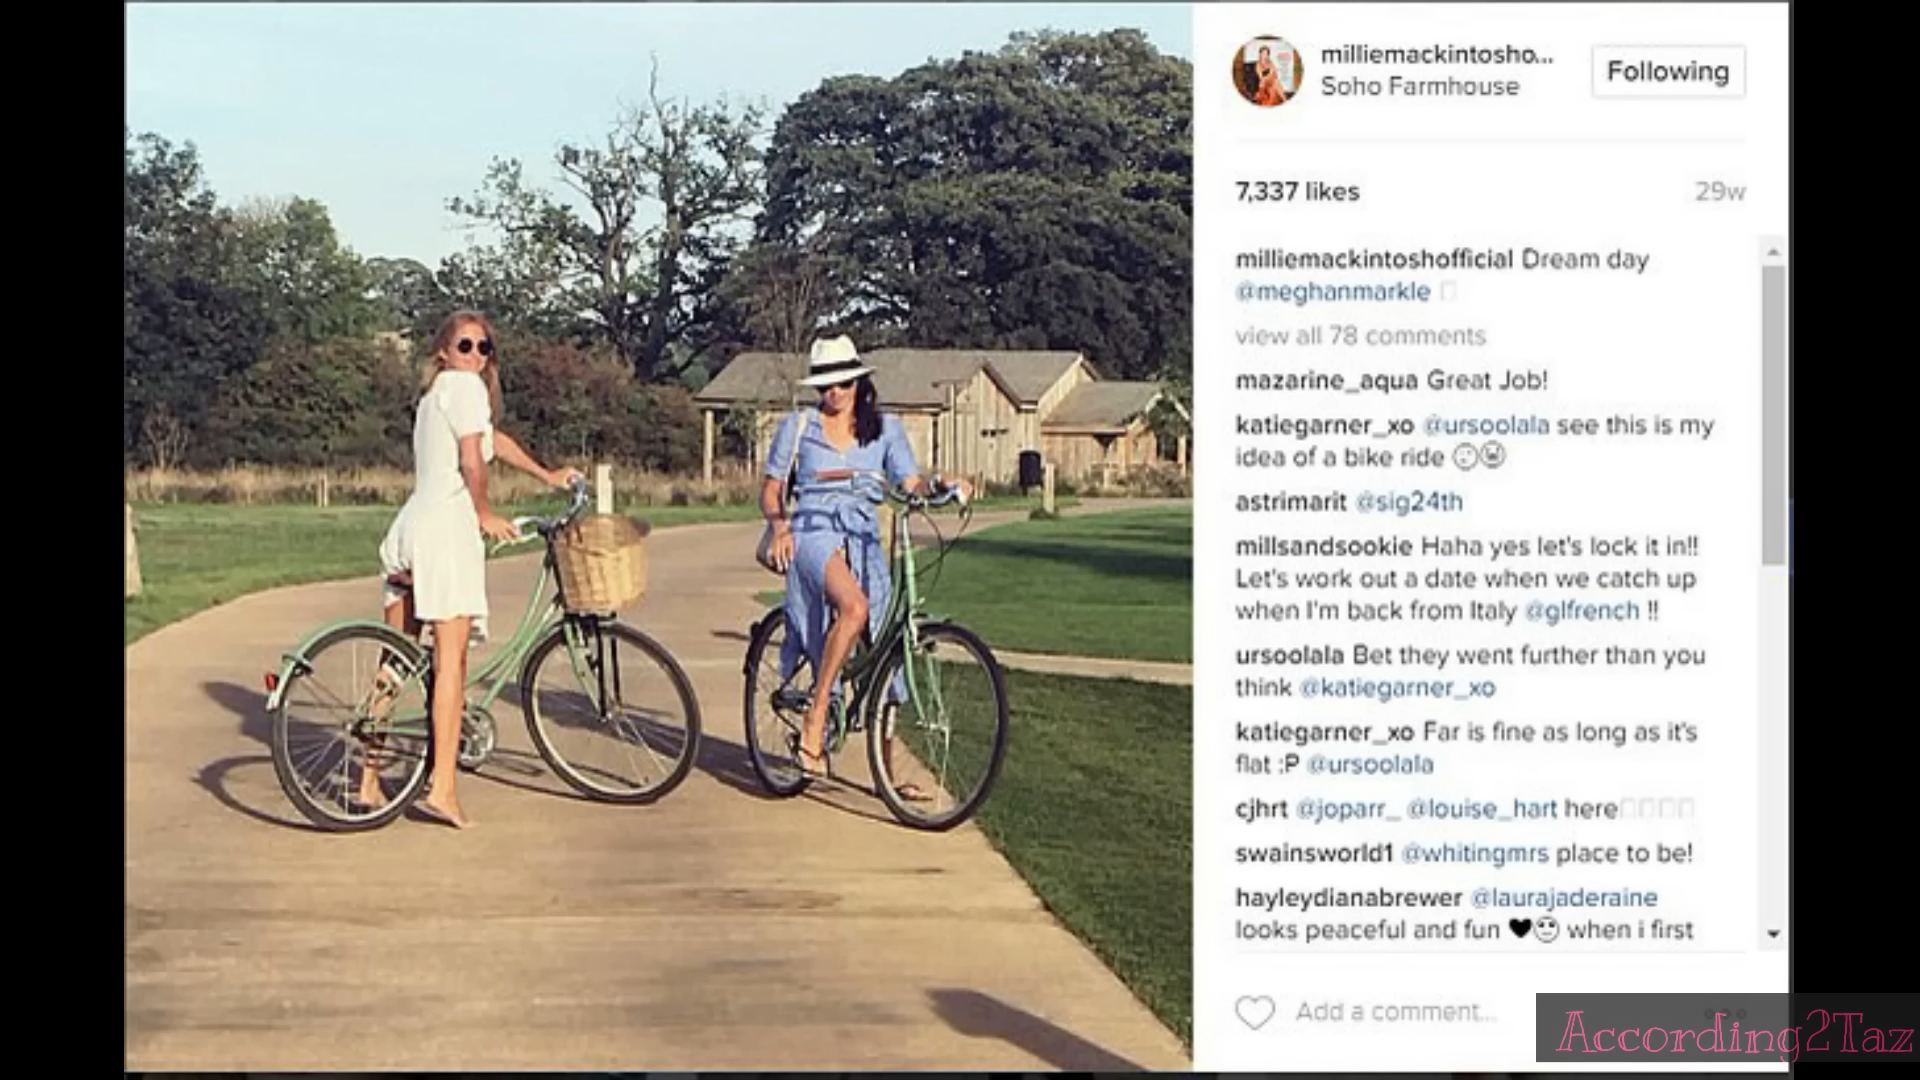 milliemackintosho...
Soho Farmhouse
Following
7,337 likes
29w
milliemackintoshofficial Dream day
@meghanmarkle
view all 78 comments
mazarine_aqua Great Job!
katiegarner_xo @ursoolala see this is my
idea of a bike ride
astrimarit @sig24th
millsandsookie Haha yes let's lock it in!!
Let's work out a date when we catch up
when I'm back from Italy @glfrench !!
ursoolala Bet they went further than you
think @katiegarner_xo
katiegarner_xo Far is fine as long as it's
flat :P @ursoolala
cjhrt @joparr_ @louise_hart here
swainsworld1 @whitingmrs place to be!
hayleydianabrewer @laurajaderaine
looks peaceful and fun 🖤 when i first
Add a comment...
According2Taz